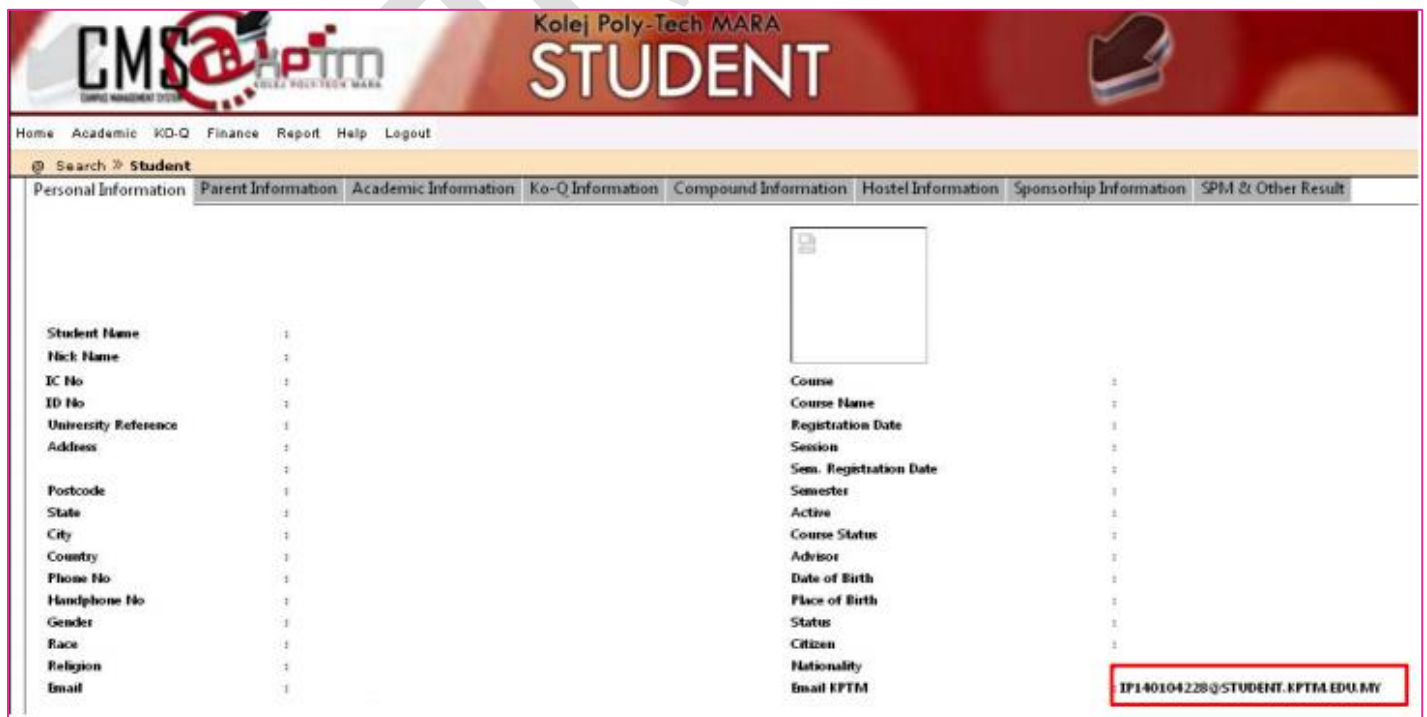 CMS@kptm
CAMPUS MANAGEMENT SYSTEM
KOLEJ POLY-TECH MARA
Kolej Poly-Tech MARA
STUDENT
Home Academic KO-Q Finance Report Help Logout
@ Search » Student
Personal Information Parent Information Academic Information Ko-Q Information Compound Information Hostel Information Sponsorhip Information SPM & Other Result
Student Name :
Nick Name :
IC No : Course :
ID No : Course Name :
University Reference : Registration Date :
Address : Session :
: Sem. Registration Date :
Postcode : Semester :
State : Active :
City : Course Status :
Country : Advisor :
Phone No : Date of Birth :
Handphone No : Place of Birth :
Gender : Status :
Race : Citizen :
Religion : Nationality
Email : Email KPTM : IP140104228@STUDENT.KPTM.EDU.MY